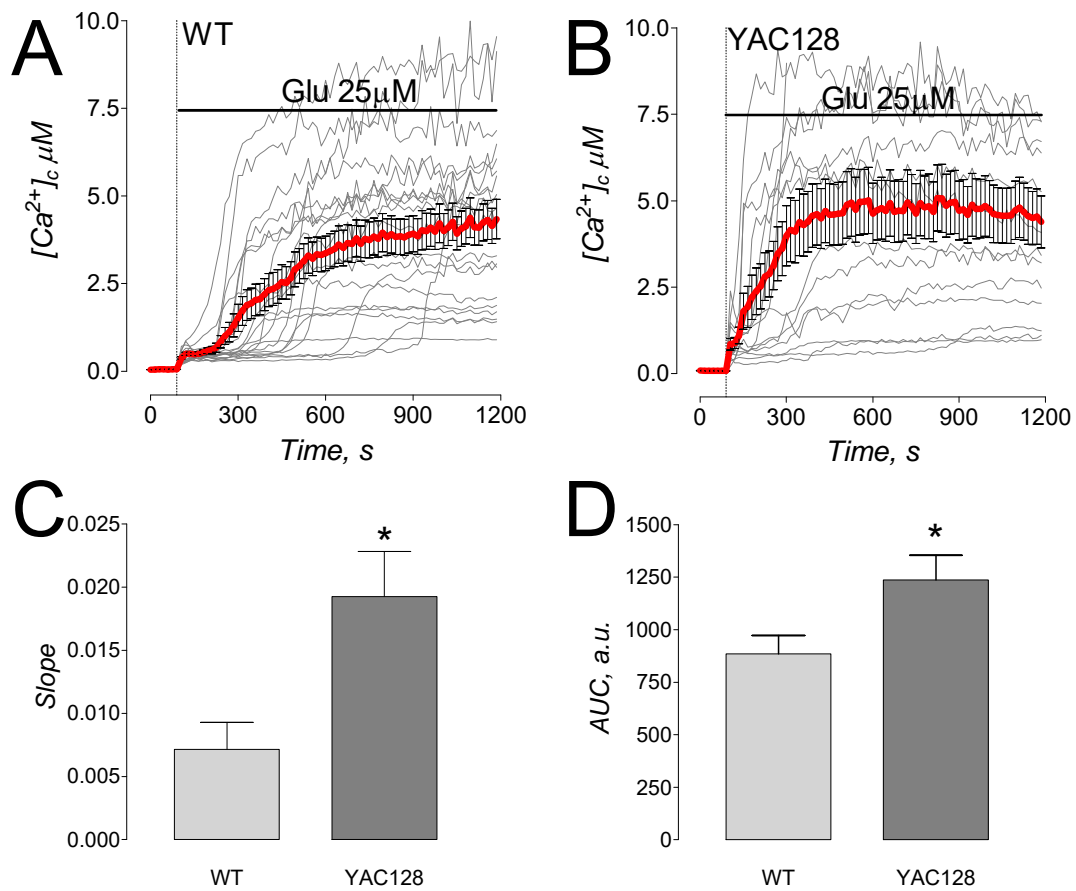 A
WT
Glu 25μM
[Ca²⁺]c μM
10.0
7.5
5.0
2.5
0.0
0 300 600 900 1200
Time, s
B
YAC128
Glu 25μM
[Ca²⁺]c μM
10.0
7.5
5.0
2.5
0.0
0 300 600 900 1200
Time, s
C
Slope
0.025
0.020
0.015
0.010
0.005
0.000
*
WT YAC128
D
AUC, a.u.
1500
1250
1000
750
500
250
0
*
WT YAC128